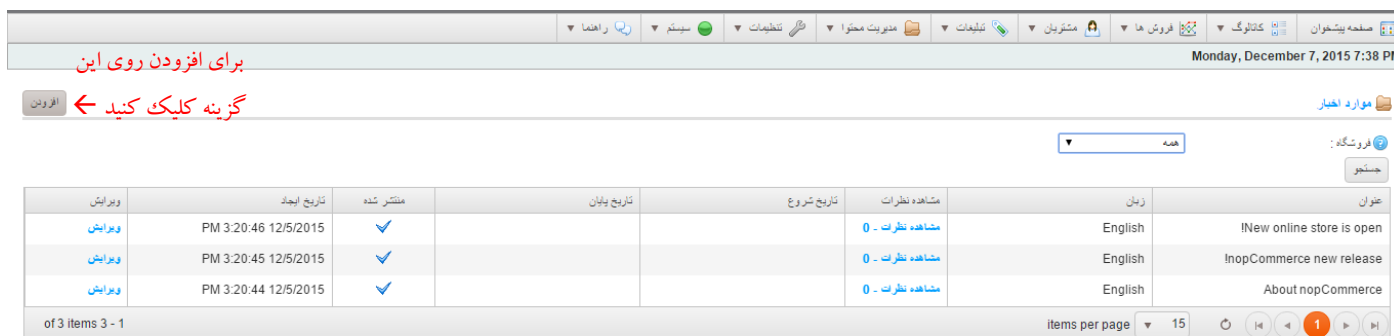 صفحه پیشخوان کاتالوگ فروش ها مشتریان تبلیغات مدیریت محتوا تنظیمات سیستم راهنما
Monday, December 7, 2015 7:38 PM
برای افزودن روی این
گزینه کلیک کنید ← افزودن
موارد اخبار
فروشگاه :
همه
جستجو
عنوان زبان مشاهده نظرات تاریخ شروع تاریخ پایان منتشر شده تاریخ ایجاد ویرایش
!New online store is open English مشاهده نظرات - 0 PM 3:20:46 12/5/2015 ویرایش
!nopCommerce new release English مشاهده نظرات - 0 PM 3:20:45 12/5/2015 ویرایش
About nopCommerce English مشاهده نظرات - 0 PM 3:20:44 12/5/2015 ویرایش
1 15 items per page of 3 items 3 - 1